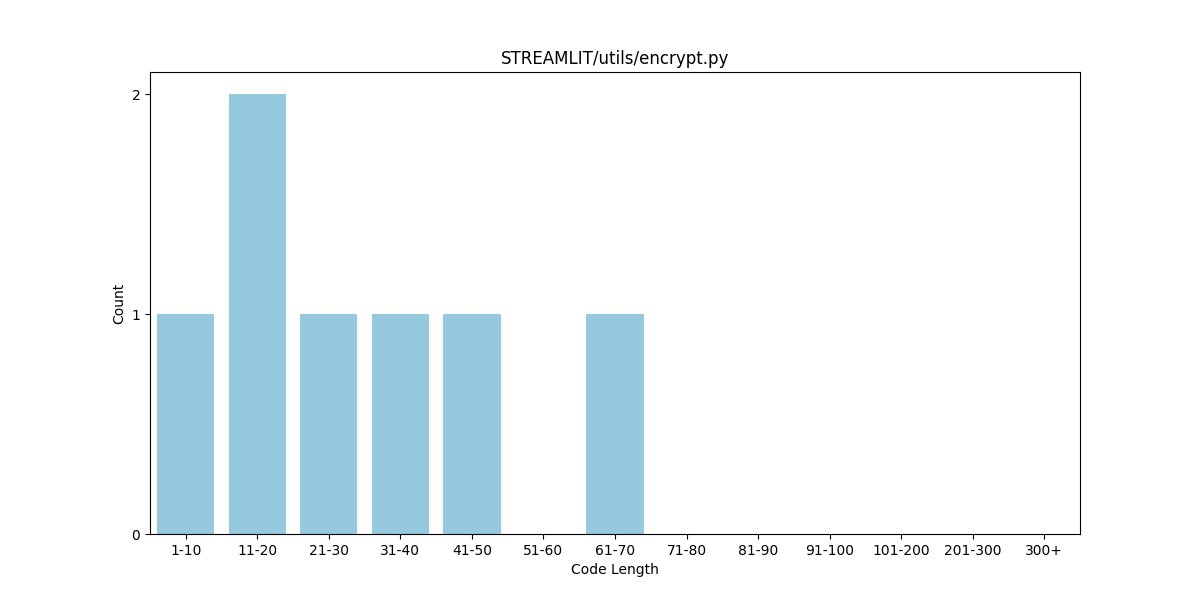 STREAMLIT/utils/encrypt.py
2
1
0
Count
1-10 11-20 21-30 31-40 41-50 51-60 61-70 71-80 81-90 91-100 101-200 201-300 300+
Code Length